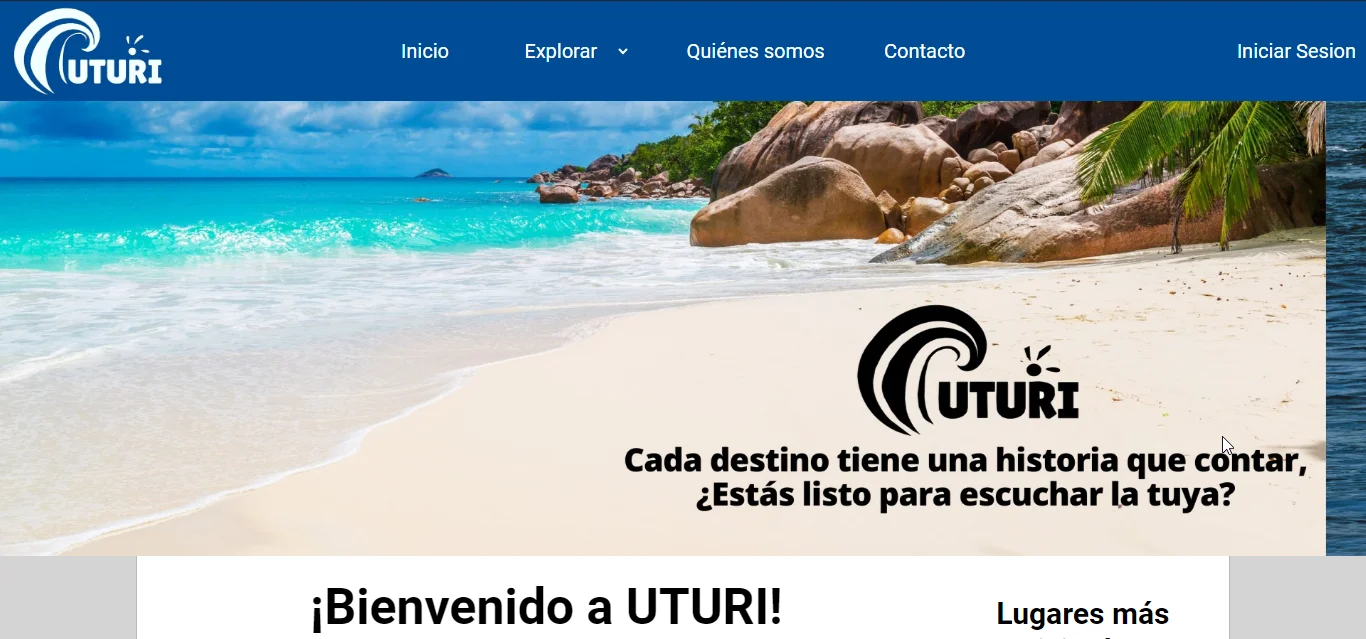 UTURI
Inicio
Explorar
Quiénes somos
Contacto
Iniciar Sesion
UTURI
Cada destino tiene una historia que contar,
¿Estás listo para escuchar la tuya?
¡Bienvenido a UTURI!
Lugares más